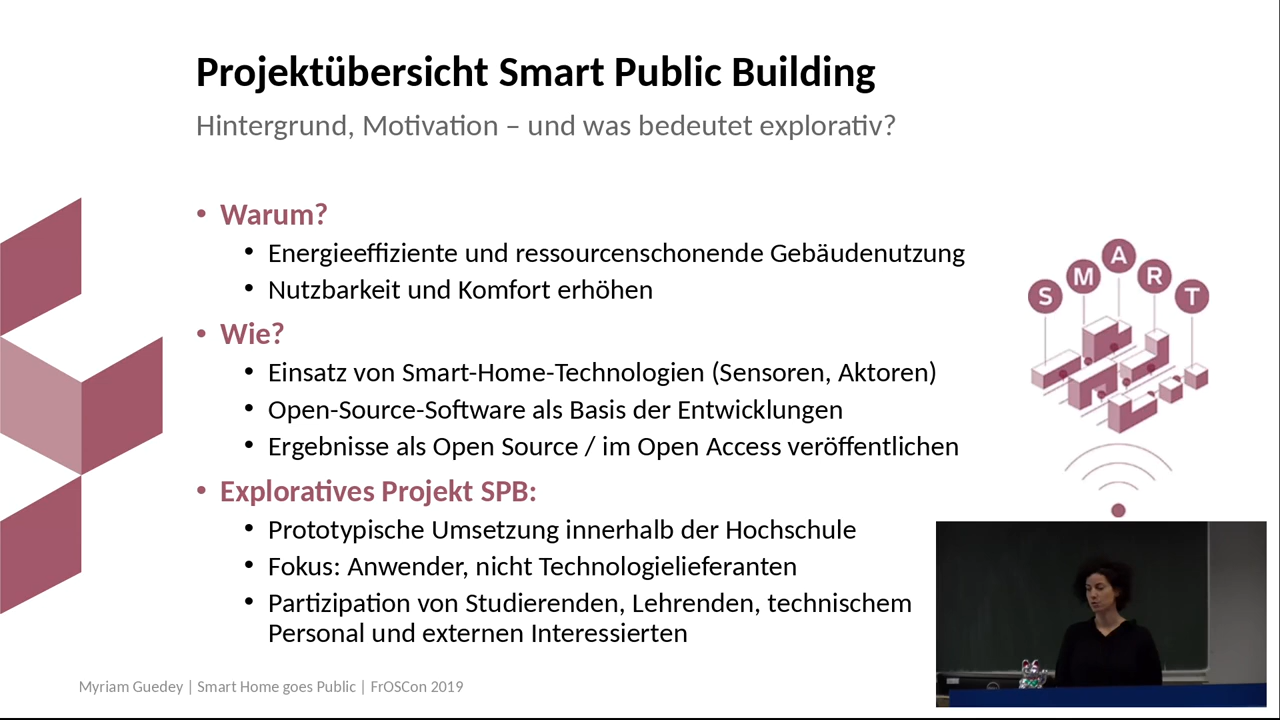 Projektübersicht Smart Public Building
Hintergrund, Motivation – und was bedeutet explorativ?
• Warum?
• Energieeffiziente und ressourcenschonende Gebäudenutzung
• Nutzbarkeit und Komfort erhöhen
• Wie?
• Einsatz von Smart-Home-Technologien (Sensoren, Aktoren)
• Open-Source-Software als Basis der Entwicklungen
• Ergebnisse als Open Source / im Open Access veröffentlichen
• Exploratives Projekt SPB:
• Prototypische Umsetzung innerhalb der Hochschule
• Fokus: Anwender, nicht Technologielieferanten
• Partizipation von Studierenden, Lehrenden, technischem
Personal und externen Interessierten
S M A R T
Myriam Guedey | Smart Home goes Public | FrOSCon 2019